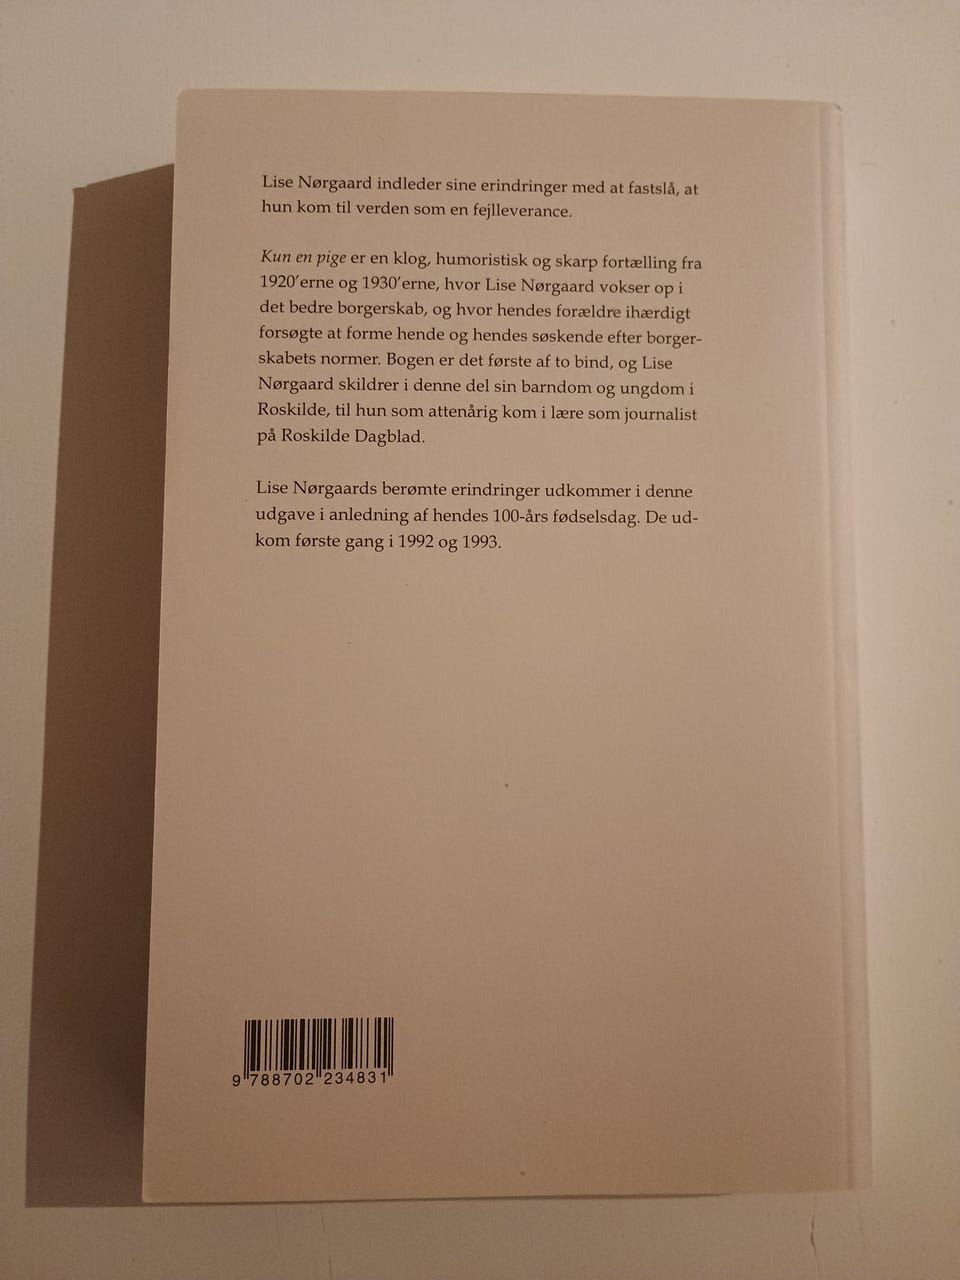 Lise Nørgaard indleder sine erindringer med at fastslå, at
hun kom til verden som en fejlleverance.
Kun en pige er en klog, humoristisk og skarp fortælling fra
1920'erne og 1930'erne, hvor Lise Nørgaard vokser op i
det bedre borgerskab, og hvor hendes forældre ihærdigt
forsøgte at forme hende og hendes søskende efter borger-
skabets normer. Bogen er det første af to bind, og Lise
Nørgaard skildrer i denne del sin barndom og ungdom i
Roskilde, til hun som attenårig kom i lære som journalist
på Roskilde Dagblad.
Lise Nørgaards berømte erindringer udkommer i denne
udgave i anledning af hendes 100-års fødselsdag. De ud-
kom første gang i 1992 og 1993.
9 788702 234831